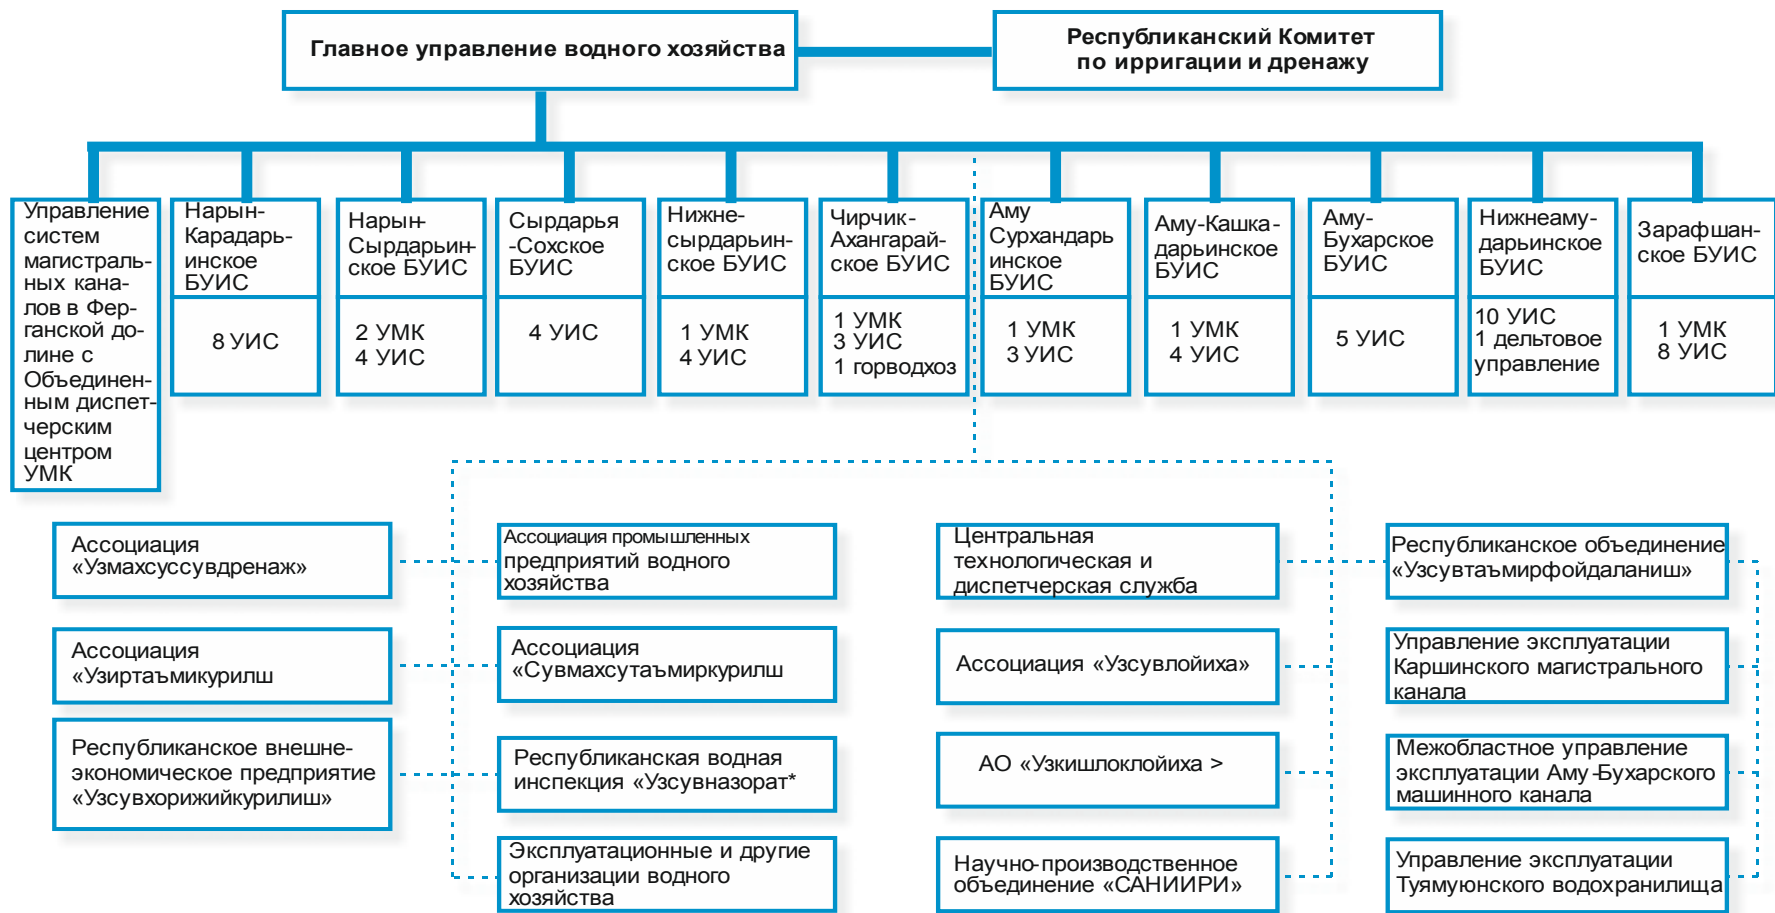 Главное управление водного хозяйства
Республиканский Комитет
по ирригации и дренажу
Управление
систем
магистраль-
ных кана-
лов в Фер-
ганской до-
лине с
Объединен-
ным диспет-
черским
центром
УМК
Нарын-
Карадарь-
инское
БУИС
8 УИС
Нарын-
Сырдарьин-
ское БУИС
2 УМК
4 УИС
Сырдарья
-Сохское
БУИС
4 УИС
Нижне-
сырдарьин-
ское БУИС
1 УМК
4 УИС
Чирчик-
Ахангарай-
ское БУИС
1 УМК
3 УИС
1 горводхоз
Аму
Сурхандарь
инское
БУИС
1 УМК
3 УИС
Аму-Кашка-
дарьинское
БУИС
1 УМК
4 УИС
Аму-
Бухарское
БУИС
5 УИС
Нижнеаму-
дарьинское
БУИС
10 УИС
1 дельтовое
управление
Зарафшан-
ское БУИС
1 УМК
8 УИС
Ассоциация
«Узмахсуссувдренаж»
Ассоциация промышленных
предприятий водного
хозяйства
Центральная
технологическая и
диспетчерская служба
Республиканское объединение
«Узсувтаъмирфойдаланиш»
Ассоциация
«Узиртаъмикурилш
Ассоциация
«Сувмахсутаъмиркурилш
Ассоциация «Узсувлойиха»
Управление эксплуатации
Каршинского магистрального
канала
Республиканское внешне-
экономическое предприятие
«Узсувхорижийкурилиш»
Республиканская водная
инспекция «Узсувназорат*
АО «Узкишлоклойиха >
Межобластное управление
эксплуатации Аму-Бухарского
машинного канала
Эксплуатационные и другие
организации водного
хозяйства
Научно-производственное
объединение «САНИИРИ»
Управление эксплуатации
Туямуюнского водохранилища